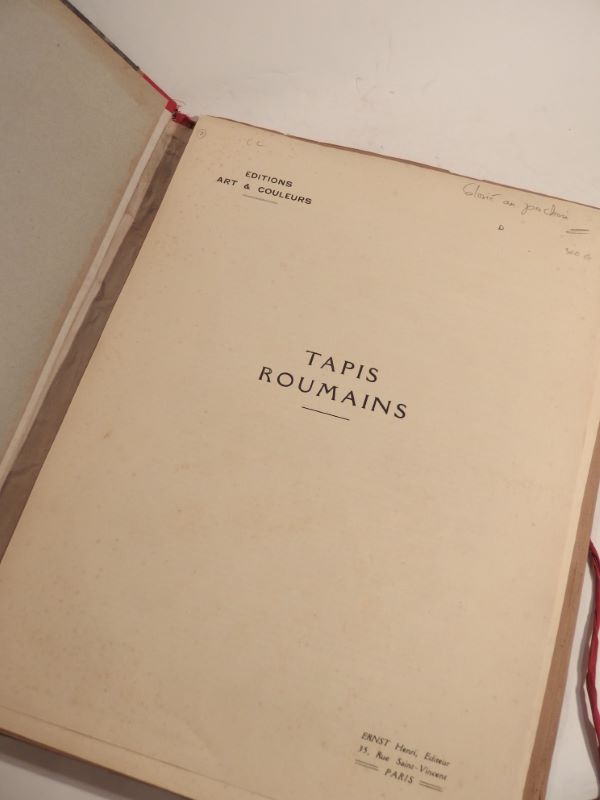 EDITIONS
ART & COULEURS
TAPIS
ROUMAINS
ERNST Henri, Editeur
35, Rue Saint-Vincent
PARIS